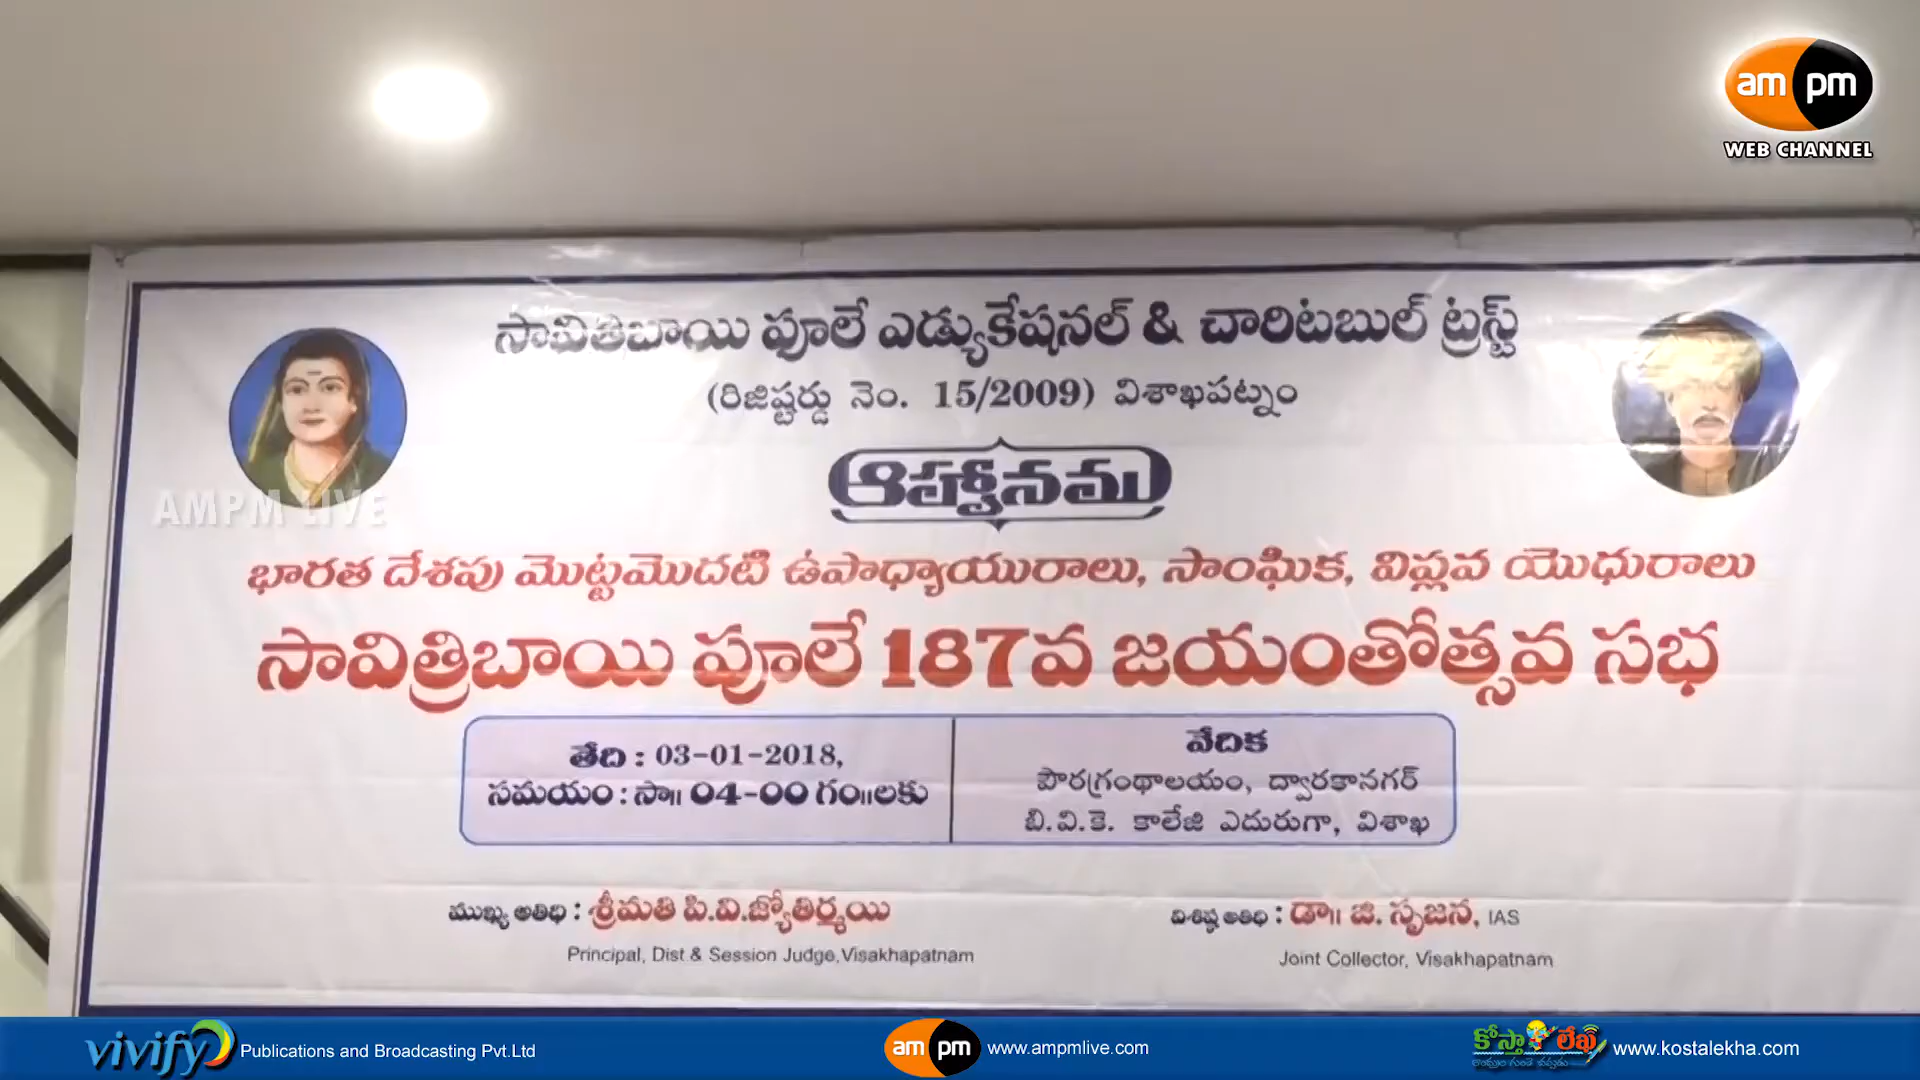 am pm
WEB CHANNEL
సావిత్రిబాయి పూలే ఎడ్యుకేషనల్ & చారిటబుల్ ట్రస్ట్
(రిజిష్టర్డు నెం. 15/2009) విశాఖపట్నం
ఆహ్వానము
AMPM LIVE
భారత దేశపు మొట్టమొదటి ఉపాధ్యాయురాలు, సాంఘిక, విప్లవ యోధురాలు
సావిత్రిబాయి పూలే 187వ జయంతోత్సవ సభ
తేది : 03-01-2018,
సమయం : సా॥ 04-00 గం॥లకు
వేదిక
పౌరగ్రంథాలయం, ద్వారకానగర్
బి.వి.కె. కాలేజి ఎదురుగా, విశాఖ
ముఖ్య అతిధి : శ్రీమతి పి.వి.జ్యోతిర్మయి
Principal, Dist & Session Judge,Visakhapatnam
విశిష్ఠ అతిధి : డా॥ జి. సృజన, IAS
Joint Collector, Visakhapatnam
vivify Publications and Broadcasting Pvt.Ltd
am pm www.ampmlive.com
కోస్తా లేఖ www.kostalekha.com